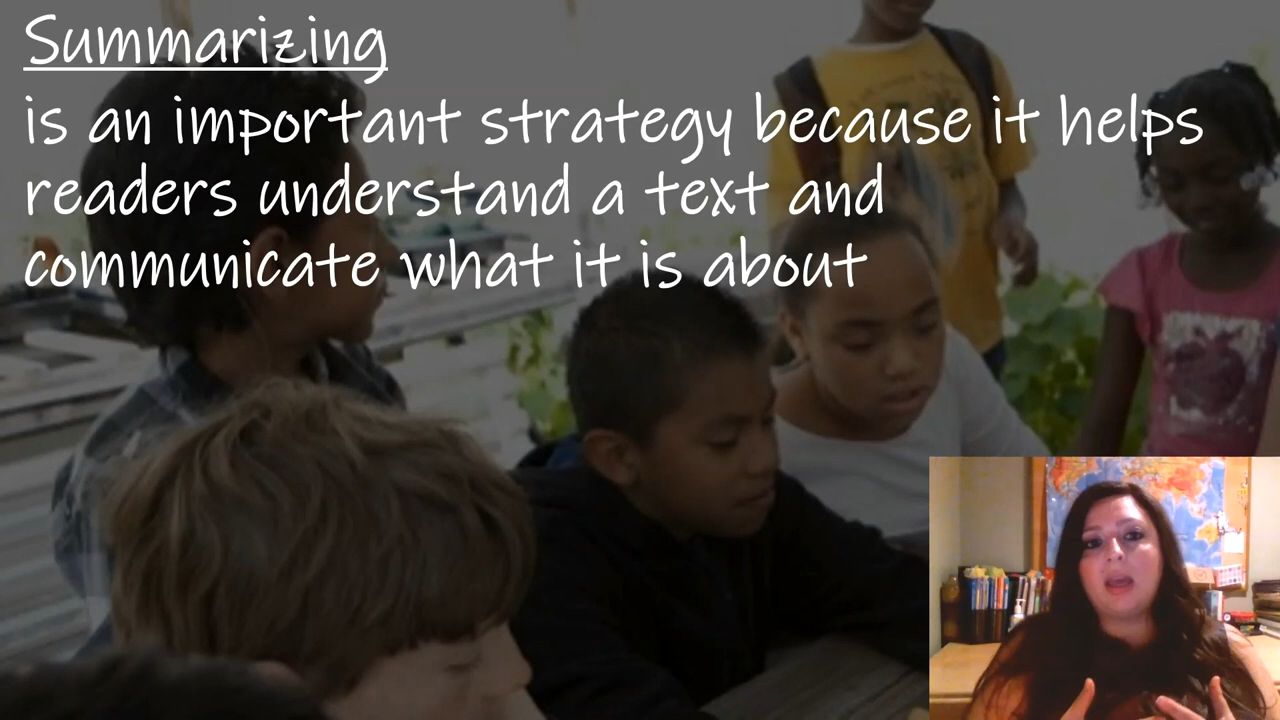 Summarizing
is an important strategy because it helps
readers understand a text and
communicate what it is about